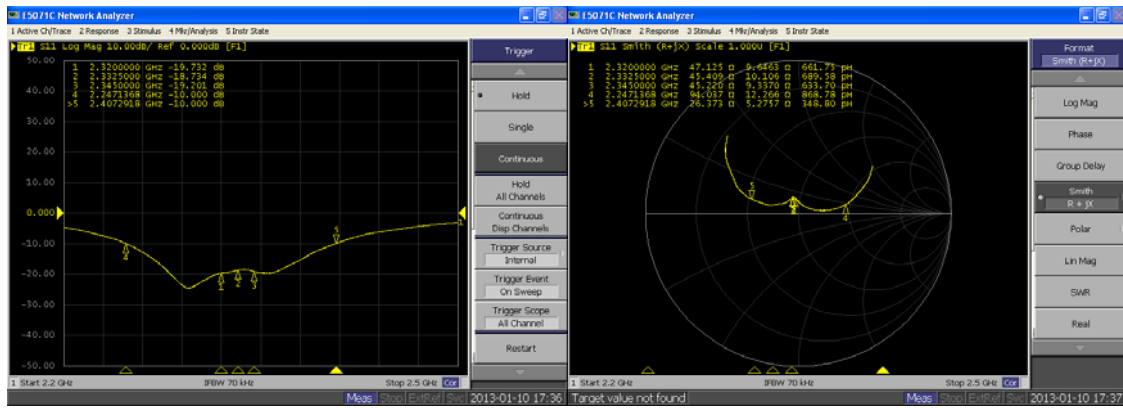 E5071C Network Analyzer
1 Active Ch/Trace 2 Response 3 Stimulus 4 Mkr/Analysis 5 Instr State
Tr1 S11 Log Mag 10.00dB/ Ref 0.000dB [F1]
50.00
1 2.3200000 GHz -19.732 dB
2 2.3325000 GHz -18.734 dB
3 2.3450000 GHz -19.201 dB
4 2.2471368 GHz -10.000 dB
>5 2.4072918 GHz -10.000 dB
40.00
30.00
20.00
10.00
0.000
-10.00
-20.00
-30.00
-40.00
-50.00
4
1
2
3
5
1
1 Start 2.2 GHz IFBW 70 kHz Stop 2.5 GHz Cor
Trigger
Hold
Single
Continuous
Hold
All Channels
Continuous
Disp Channels
Trigger Source
Internal
Trigger Event
On Sweep
Trigger Scope
All Channel
Restart
Meas Stop ExtRef Svc 2013-01-10 17:36
E5071C Network Analyzer
1 Active Ch/Trace 2 Response 3 Stimulus 4 Mkr/Analysis 5 Instr State
Tr1 S11 Smith (R+jX) Scale 1.000U [F1]
1 2.3200000 GHz 47.125 Ω 9.6463 Ω 661.75 pH
2 2.3325000 GHz 45.409 Ω 10.106 Ω 689.58 pH
3 2.3450000 GHz 45.220 Ω 9.3370 Ω 633.70 pH
4 2.2471368 GHz 94.037 Ω 12.266 Ω 868.78 pH
>5 2.4072918 GHz 26.373 Ω 5.2757 Ω 348.80 pH
5
4
1 Start 2.2 GHz IFBW 70 kHz Stop 2.5 GHz Cor
Format
Smith (R+jX)
Log Mag
Phase
Group Delay
Smith
R + jX
Polar
Lin Mag
SWR
Real
Target value not found Meas Stop ExtRef Svc 2013-01-10 17:37